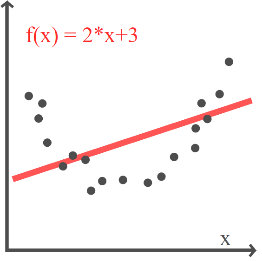 f(x) = 2*x+3
x